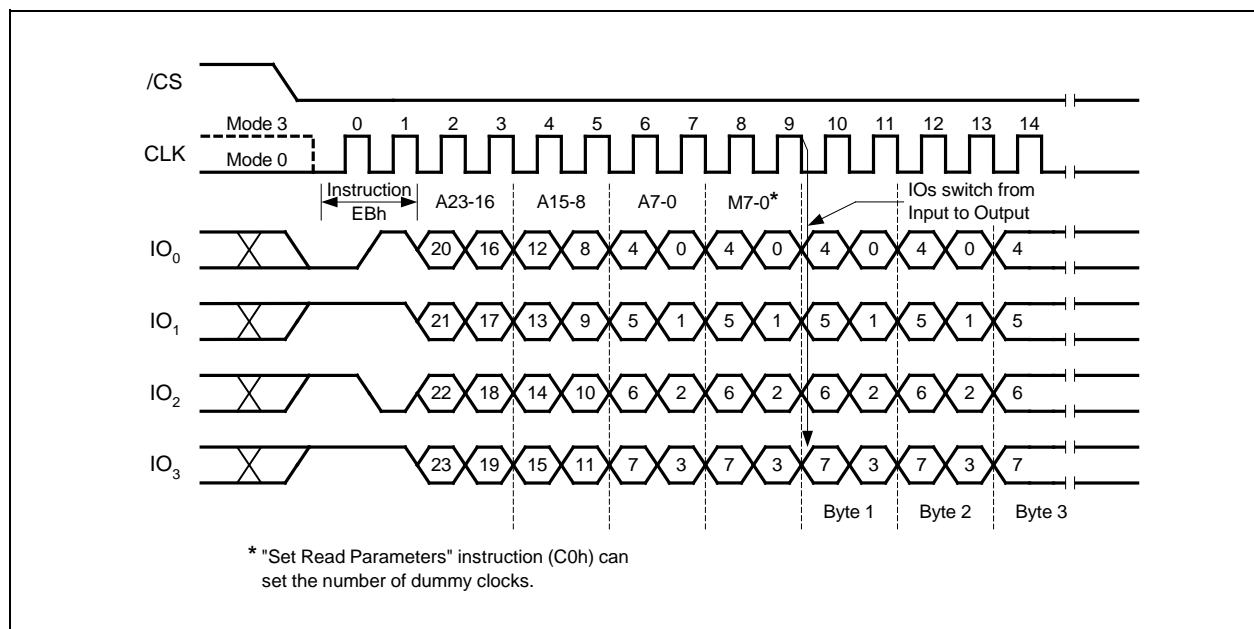 /CS
Mode 3 0 1 2 3 4 5 6 7 8 9 10 11 12 13 14
CLK
Mode 0
Instruction A23-16 A15-8 A7-0 M7-0* IOs switch from
EBh Input to Output
IO0 20 16 12 8 4 0 4 0 4 0 4 0 4
IO1 21 17 13 9 5 1 5 1 5 1 5 1 5
IO2 22 18 14 10 6 2 6 2 6 2 6 2 6
IO3 23 19 15 11 7 3 7 3 7 3 7 3 7
Byte 1 Byte 2 Byte 3
* "Set Read Parameters" instruction (C0h) can
set the number of dummy clocks.